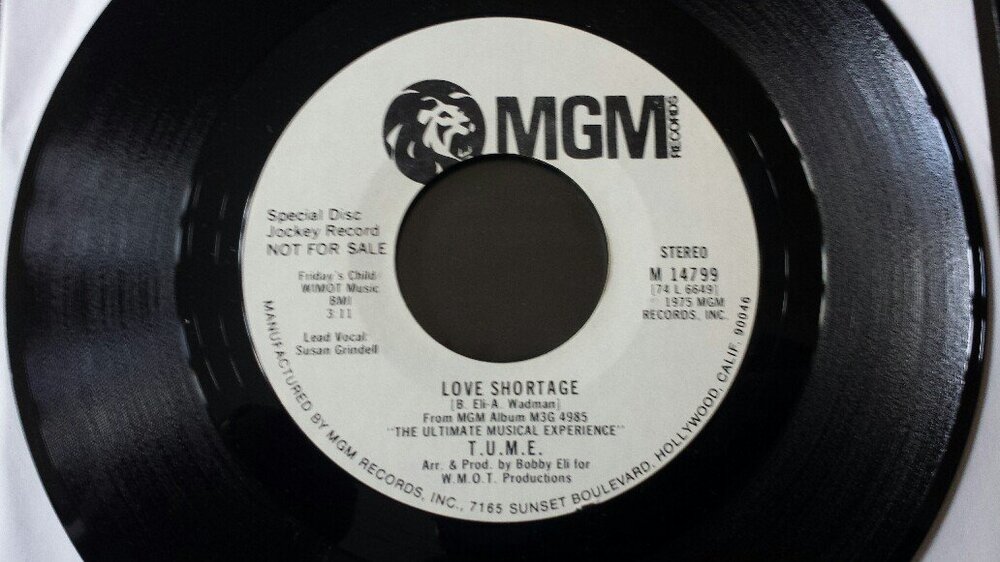 MGM RECORDS
Special Disc
Jockey Record
NOT FOR SALE
Friday's Child
WIMOT Music
BMI
3:11
Lead Vocal:
Susan Grindell
STEREO
M 14799
[74 L 6649]
℗ 1975 MGM
RECORDS, INC.
LOVE SHORTAGE
[B. Eli-A. Wadman]
From MGM Album M3G 4985
"THE ULTIMATE MUSICAL EXPERIENCE"
T.U.M.E.
Arr. & Prod. by Bobby Eli for
W.M.O.T. Productions
MANUFACTURED BY MGM RECORDS, INC., 7165 SUNSET BOULEVARD, HOLLYWOOD, CALIF. 90046